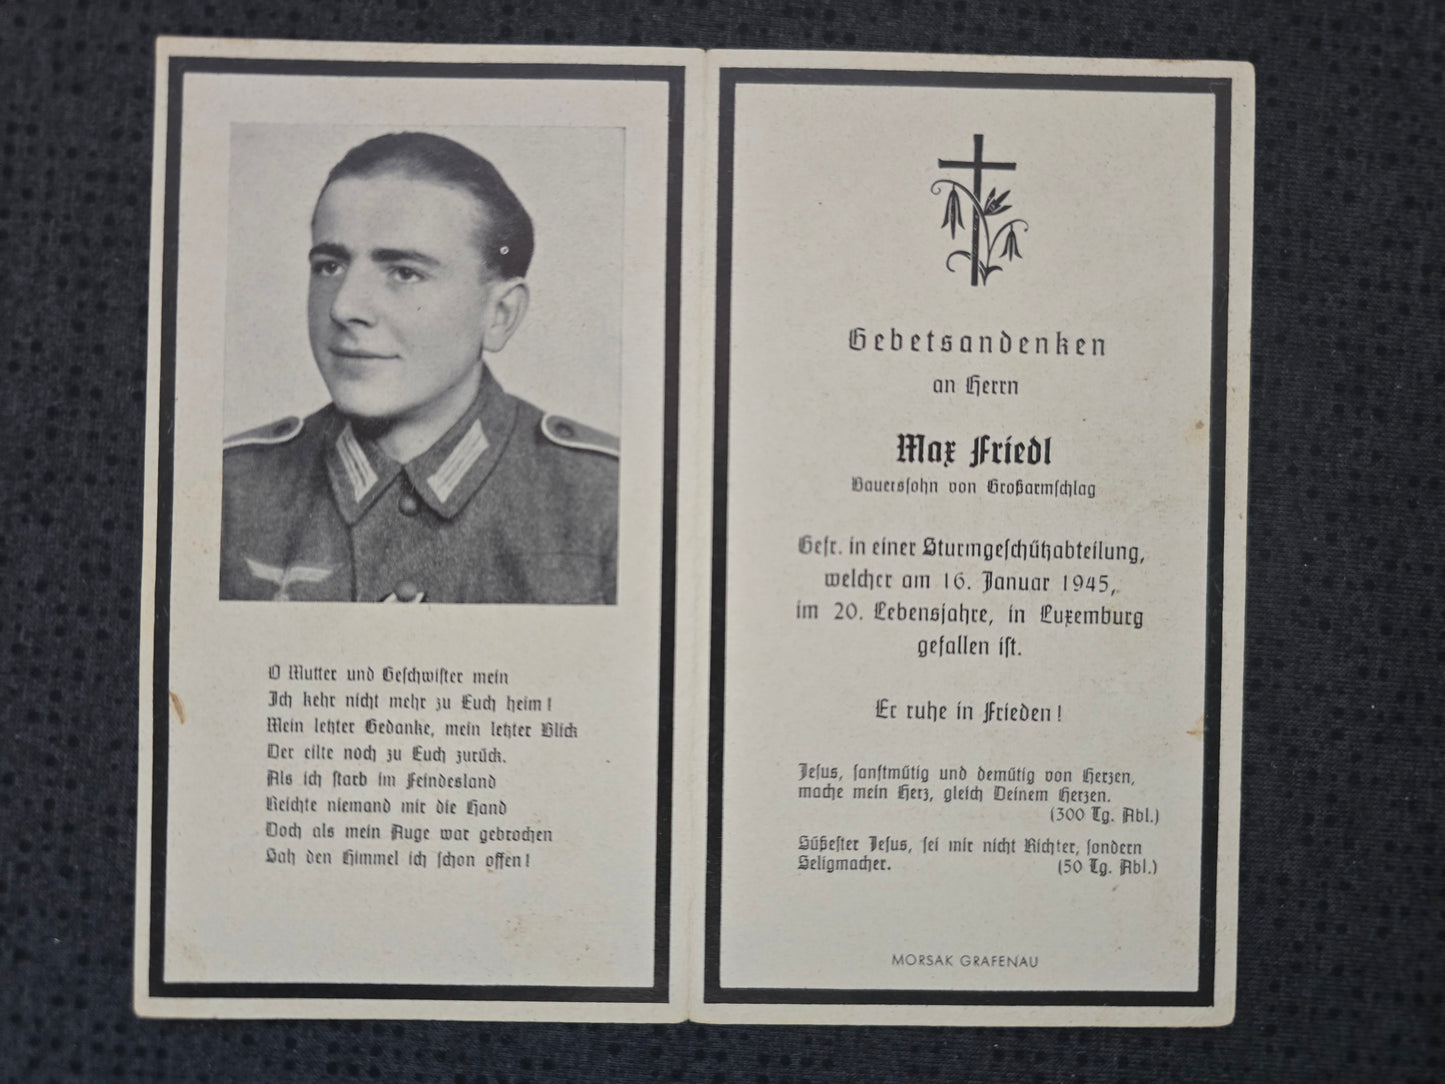 O Mutter und Geschwister mein
Ich kehr nicht mehr zu Euch heim!
Mein letzter Gedanke, mein letzter Blick
Der eilte noch zu Euch zurück.
Als ich starb im Feindesland
Reichte niemand mir die Hand
Doch als mein Auge war gebrochen
Sah den Himmel ich schon offen!
Gebetsandenken
an Herrn
Max Friedl
Bauerssohn von Großarmschlag
Gefr. in einer Sturmgeschützabteilung,
welcher am 16. Januar 1945,
im 20. Lebensjahre, in Luxemburg
gefallen ist.
Er ruhe in Frieden!
Jesus, sanftmütig und demütig von Herzen,
mache mein Herz, gleich Deinem Herzen.
(300 Tg. Abl.)
Süßester Jesus, sei mir nicht Richter, sondern
Seligmacher. (50 Tg. Abl.)
MORSAK GRAFENAU